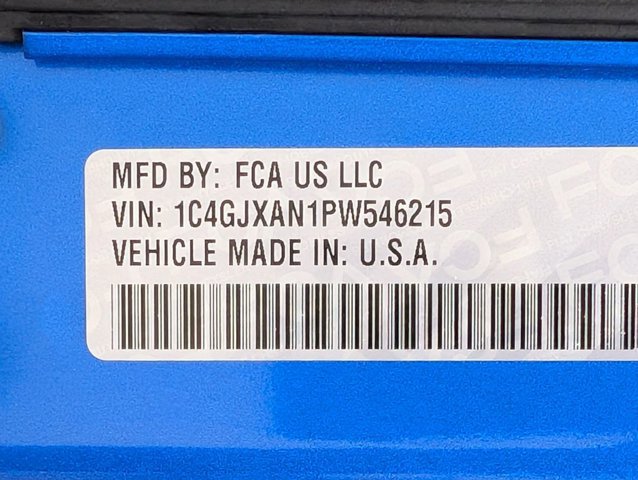 MFD BY: FCA US LLC
VIN: 1C4GJXAN1PW546215
VEHICLE MADE IN: U.S.A.